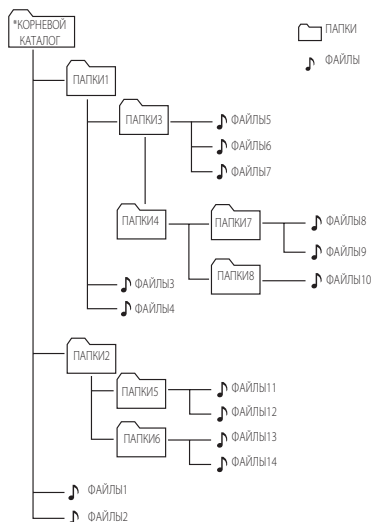 *КОРНЕВОЙ
КАТАЛОГ
ПАПКИ
ФАЙЛЫ
ПАПКИ1
ПАПКИ3
ФАЙЛЫ5
ФАЙЛЫ6
ФАЙЛЫ7
ПАПКИ4
ПАПКИ7
ФАЙЛЫ8
ФАЙЛЫ9
ПАПКИ8
ФАЙЛЫ10
ФАЙЛЫ3
ФАЙЛЫ4
ПАПКИ2
ПАПКИ5
ФАЙЛЫ11
ФАЙЛЫ12
ПАПКИ6
ФАЙЛЫ13
ФАЙЛЫ14
ФАЙЛЫ1
ФАЙЛЫ2